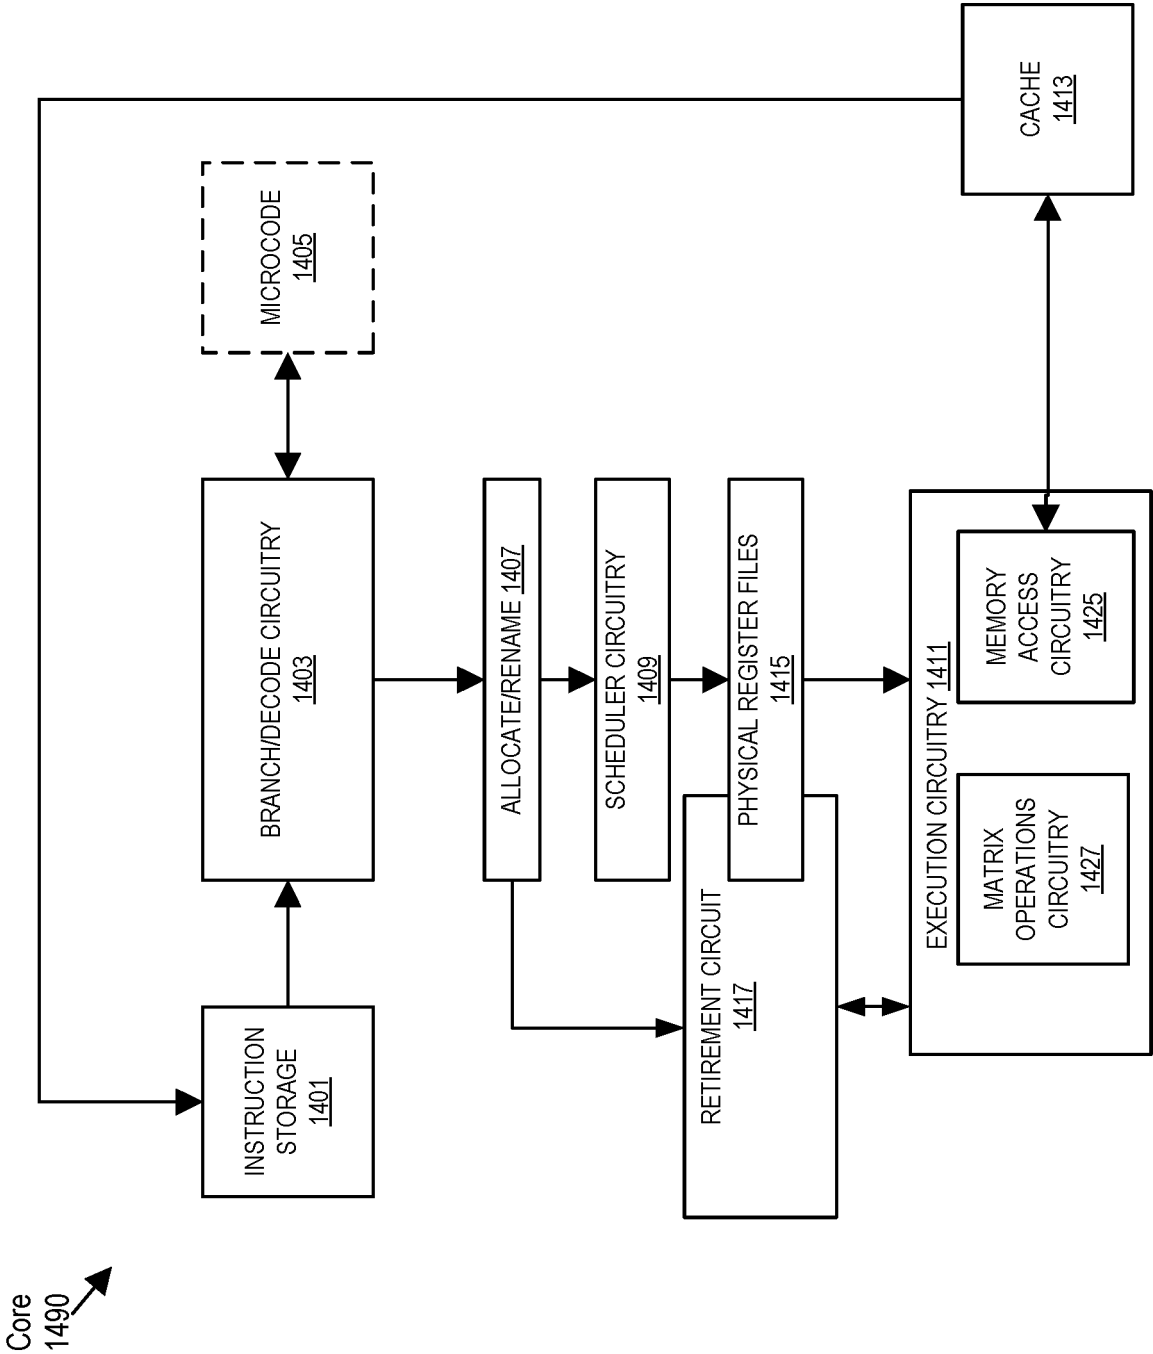 Core
1490
INSTRUCTION
STORAGE
1401
BRANCH/DECODE CIRCUITRY
1403
MICROCODE
1405
ALLOCATE/RENAME 1407
SCHEDULER CIRCUITRY
1409
PHYSICAL REGISTER FILES
1415
RETIREMENT CIRCUIT
1417
EXECUTION CIRCUITRY 1411
MATRIX
OPERATIONS
CIRCUITRY
1427
MEMORY
ACCESS
CIRCUITRY
1425
CACHE
1413